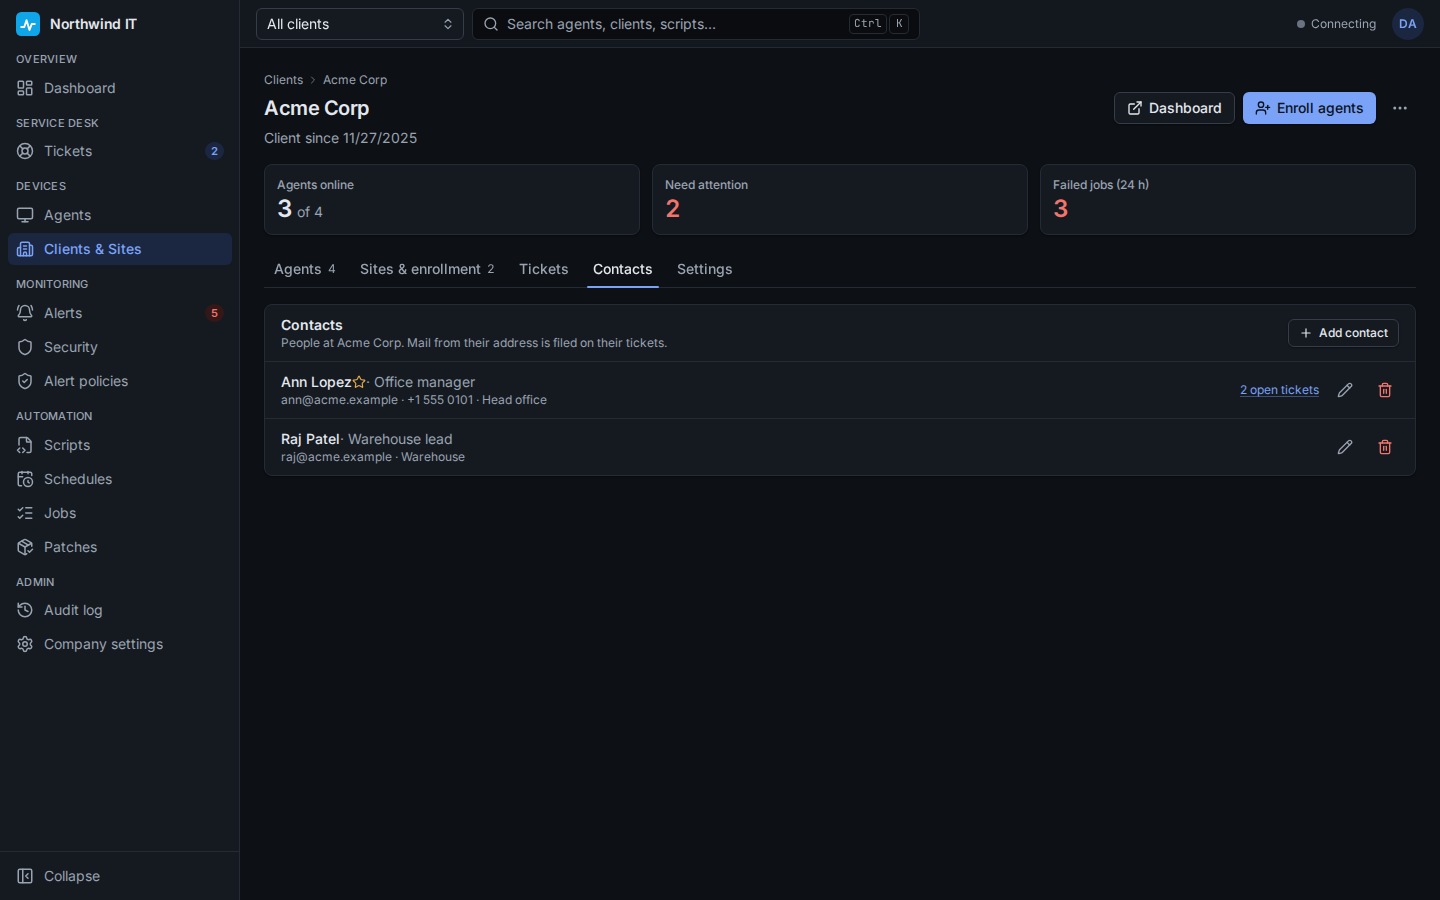 Northwind IT
All clients
Search agents, clients, scripts...
Ctrl K
Connecting
DA
OVERVIEW
Dashboard
SERVICE DESK
Tickets 2
DEVICES
Agents
Clients & Sites
MONITORING
Alerts 5
Security
Alert policies
AUTOMATION
Scripts
Schedules
Jobs
Patches
ADMIN
Audit log
Company settings
Collapse
Clients > Acme Corp
Acme Corp
Client since 11/27/2025
Dashboard
Enroll agents
Agents online
3 of 4
Need attention
2
Failed jobs (24 h)
3
Agents 4
Sites & enrollment 2
Tickets
Contacts
Settings
Contacts
People at Acme Corp. Mail from their address is filed on their tickets.
Add contact
Ann Lopez · Office manager
ann@acme.example · +1 555 0101 · Head office
2 open tickets
Raj Patel · Warehouse lead
raj@acme.example · Warehouse